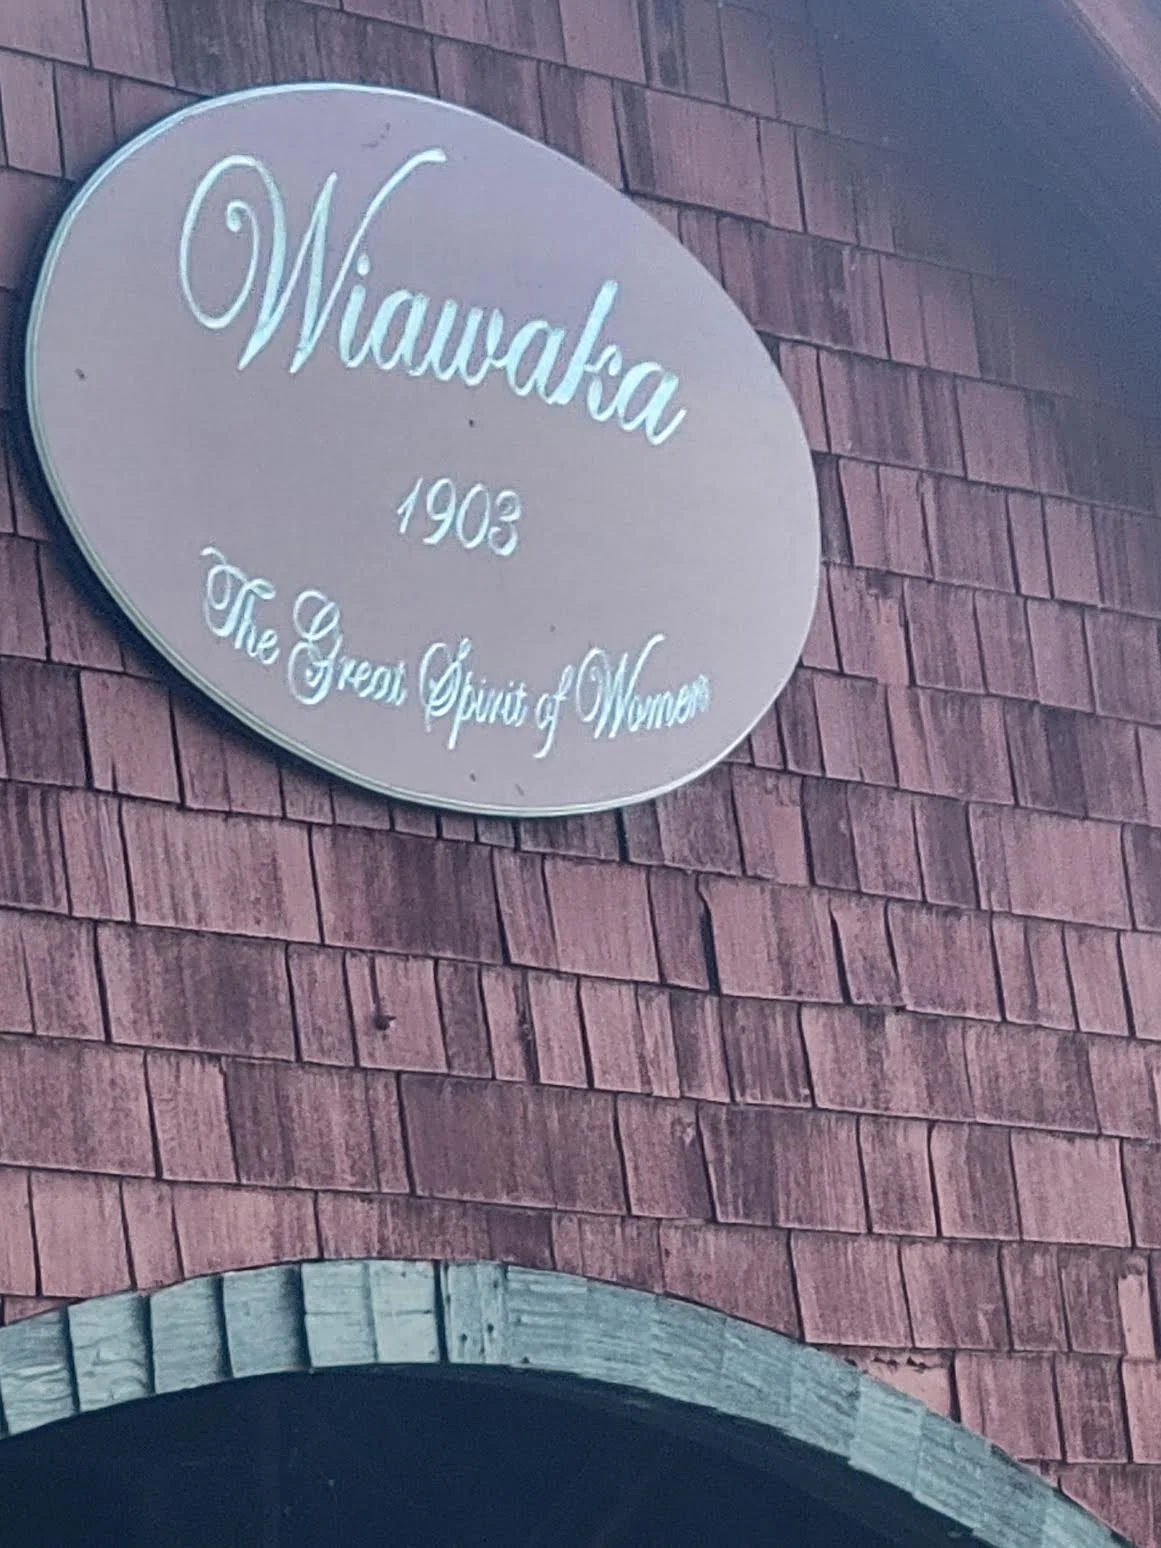 Wiawaka
1903
The Great Spirit of Women